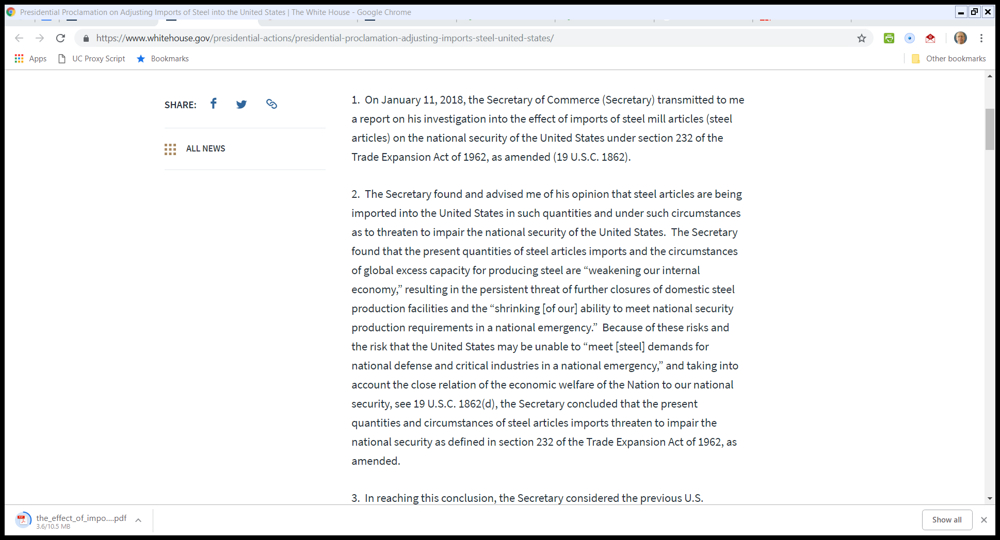 Presidential Proclamation on Adjusting Imports of Steel into the United States | The White House - Google Chrome
https://www.whitehouse.gov/presidential-actions/presidential-proclamation-adjusting-imports-steel-united-states/
Apps UC Proxy Script Bookmarks Other bookmarks
SHARE:
ALL NEWS
1. On January 11, 2018, the Secretary of Commerce (Secretary) transmitted to me
a report on his investigation into the effect of imports of steel mill articles (steel
articles) on the national security of the United States under section 232 of the
Trade Expansion Act of 1962, as amended (19 U.S.C. 1862).
2. The Secretary found and advised me of his opinion that steel articles are being
imported into the United States in such quantities and under such circumstances
as to threaten to impair the national security of the United States. The Secretary
found that the present quantities of steel articles imports and the circumstances
of global excess capacity for producing steel are “weakening our internal
economy,” resulting in the persistent threat of further closures of domestic steel
production facilities and the “shrinking [of our] ability to meet national security
production requirements in a national emergency.” Because of these risks and
the risk that the United States may be unable to “meet [steel] demands for
national defense and critical industries in a national emergency,” and taking into
account the close relation of the economic welfare of the Nation to our national
security, see 19 U.S.C. 1862(d), the Secretary concluded that the present
quantities and circumstances of steel articles imports threaten to impair the
national security as defined in section 232 of the Trade Expansion Act of 1962, as
amended.
3. In reaching this conclusion, the Secretary considered the previous U.S.
the_effect_of_impo....pdf
3.6/10.5 MB
Show all